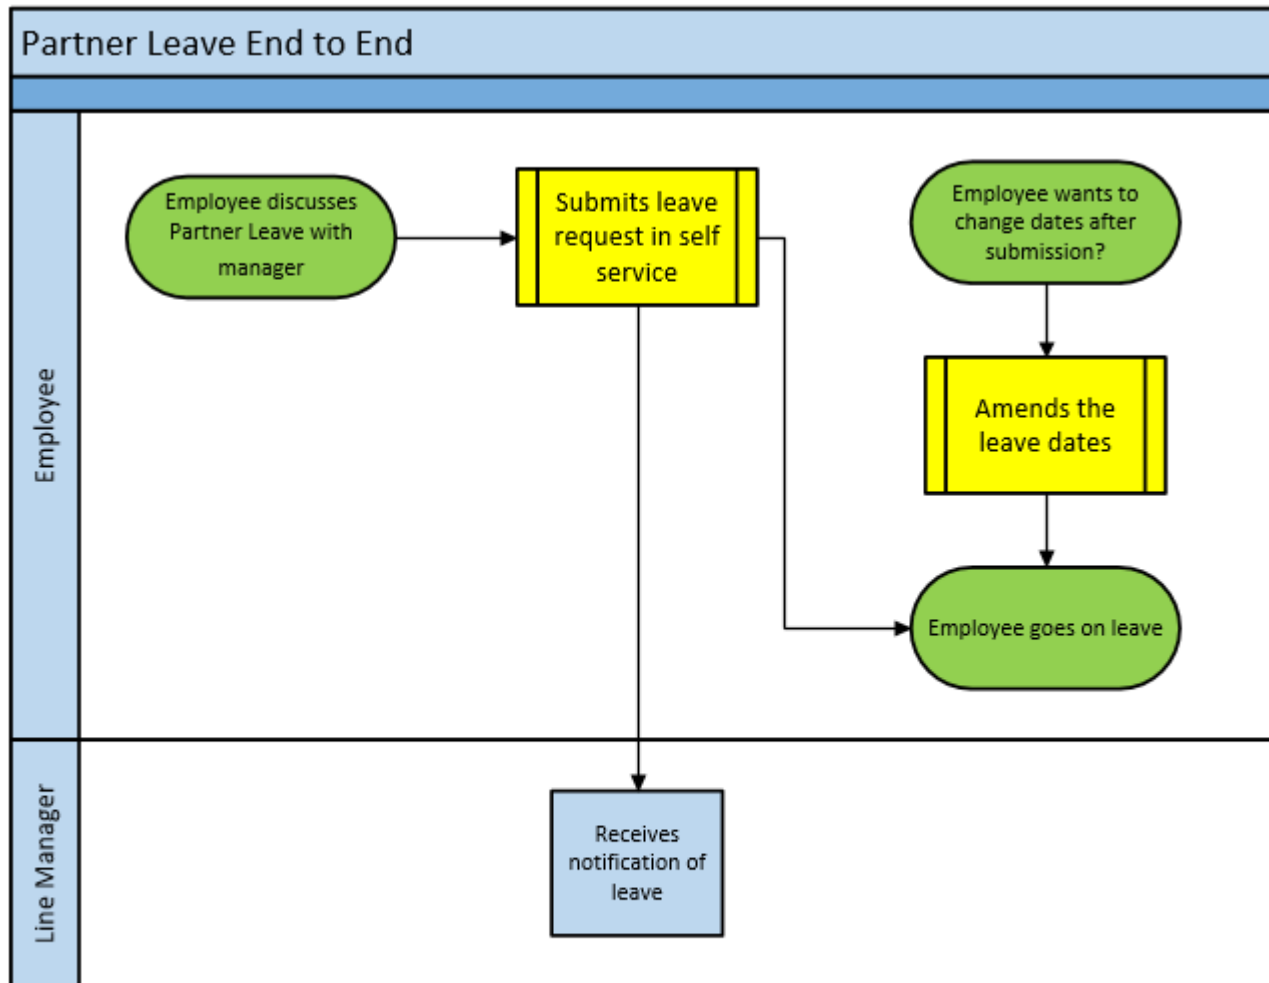 Partner Leave End to End
Employee
Employee discusses
Partner Leave with
manager
Submits leave
request in self
service
Employee wants to
change dates after
submission?
Amends the
leave dates
Employee goes on leave
Line Manager
Receives
notification of
leave